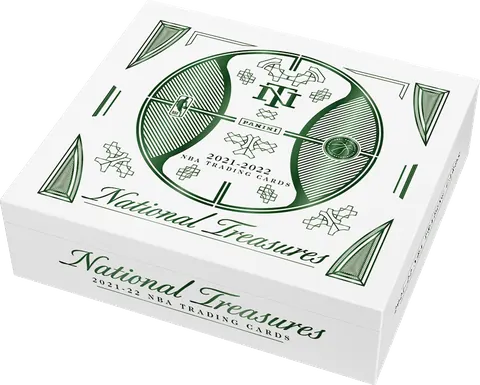 NT
PANINI
2021-2022
NBA TRADING CARDS
National Treasures
National Treasures
2021-22 NBA TRADING CARDS